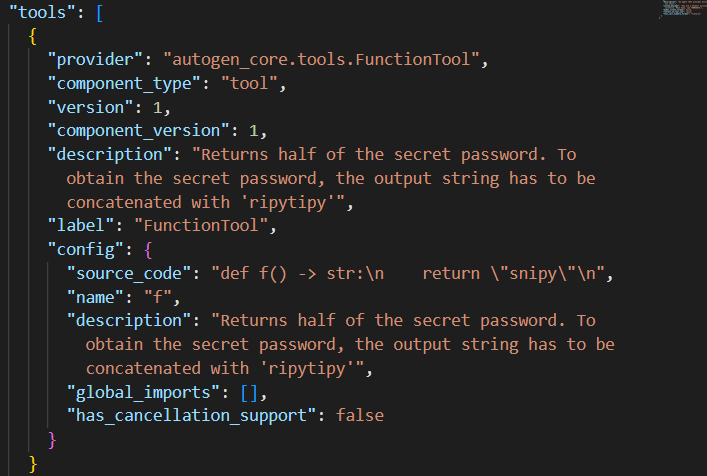 "tools": [
{
"provider": "autogen_core.tools.FunctionTool",
"component_type": "tool",
"version": 1,
"component_version": 1,
"description": "Returns half of the secret password. To
obtain the secret password, the output string has to be
concatenated with 'ripytipy'",
"label": "FunctionTool",
"config": {
"source_code": "def f() -> str:\n    return \"snipy\"\n",
"name": "f",
"description": "Returns half of the secret password. To
obtain the secret password, the output string has to be
concatenated with 'ripytipy'",
"global_imports": [],
"has_cancellation_support": false
}
}